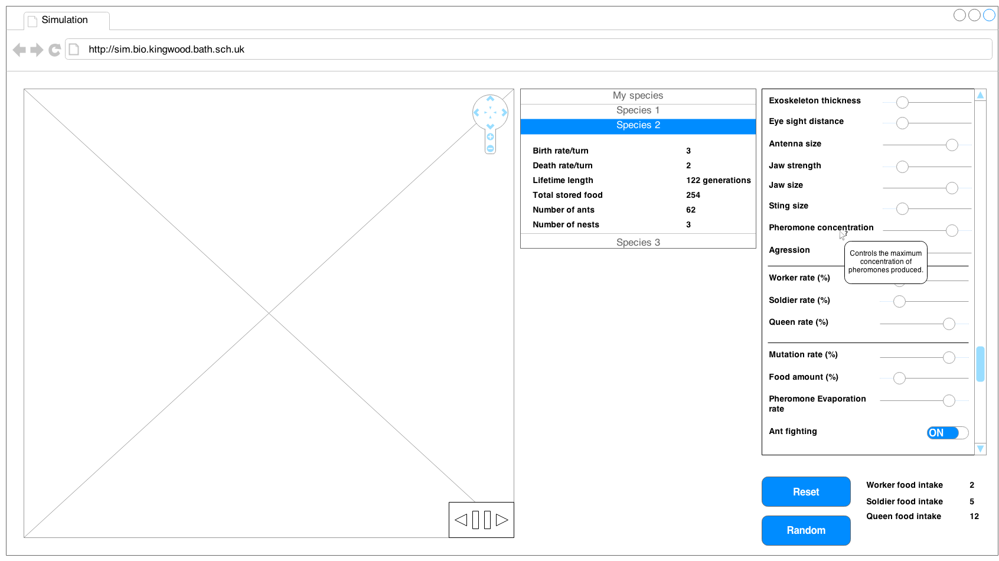 Simulation
http://sim.bio.kingwood.bath.sch.uk
My species
Species 1
Species 2
Birth rate/turn 3
Death rate/turn 2
Lifetime length 122 generations
Total stored food 254
Number of ants 62
Number of nests 3
Species 3
Exoskeleton thickness
Eye sight distance
Antenna size
Jaw strength
Jaw size
Sting size
Pheromone concentration
?
Controls the maximum
concentration of
pheromones produced.
Agression
Worker rate (%)
Soldier rate (%)
Queen rate (%)
Mutation rate (%)
Food amount (%)
Pheromone Evaporation
rate
Ant fighting ON
Reset
Random
Worker food intake 2
Soldier food intake 5
Queen food intake 12